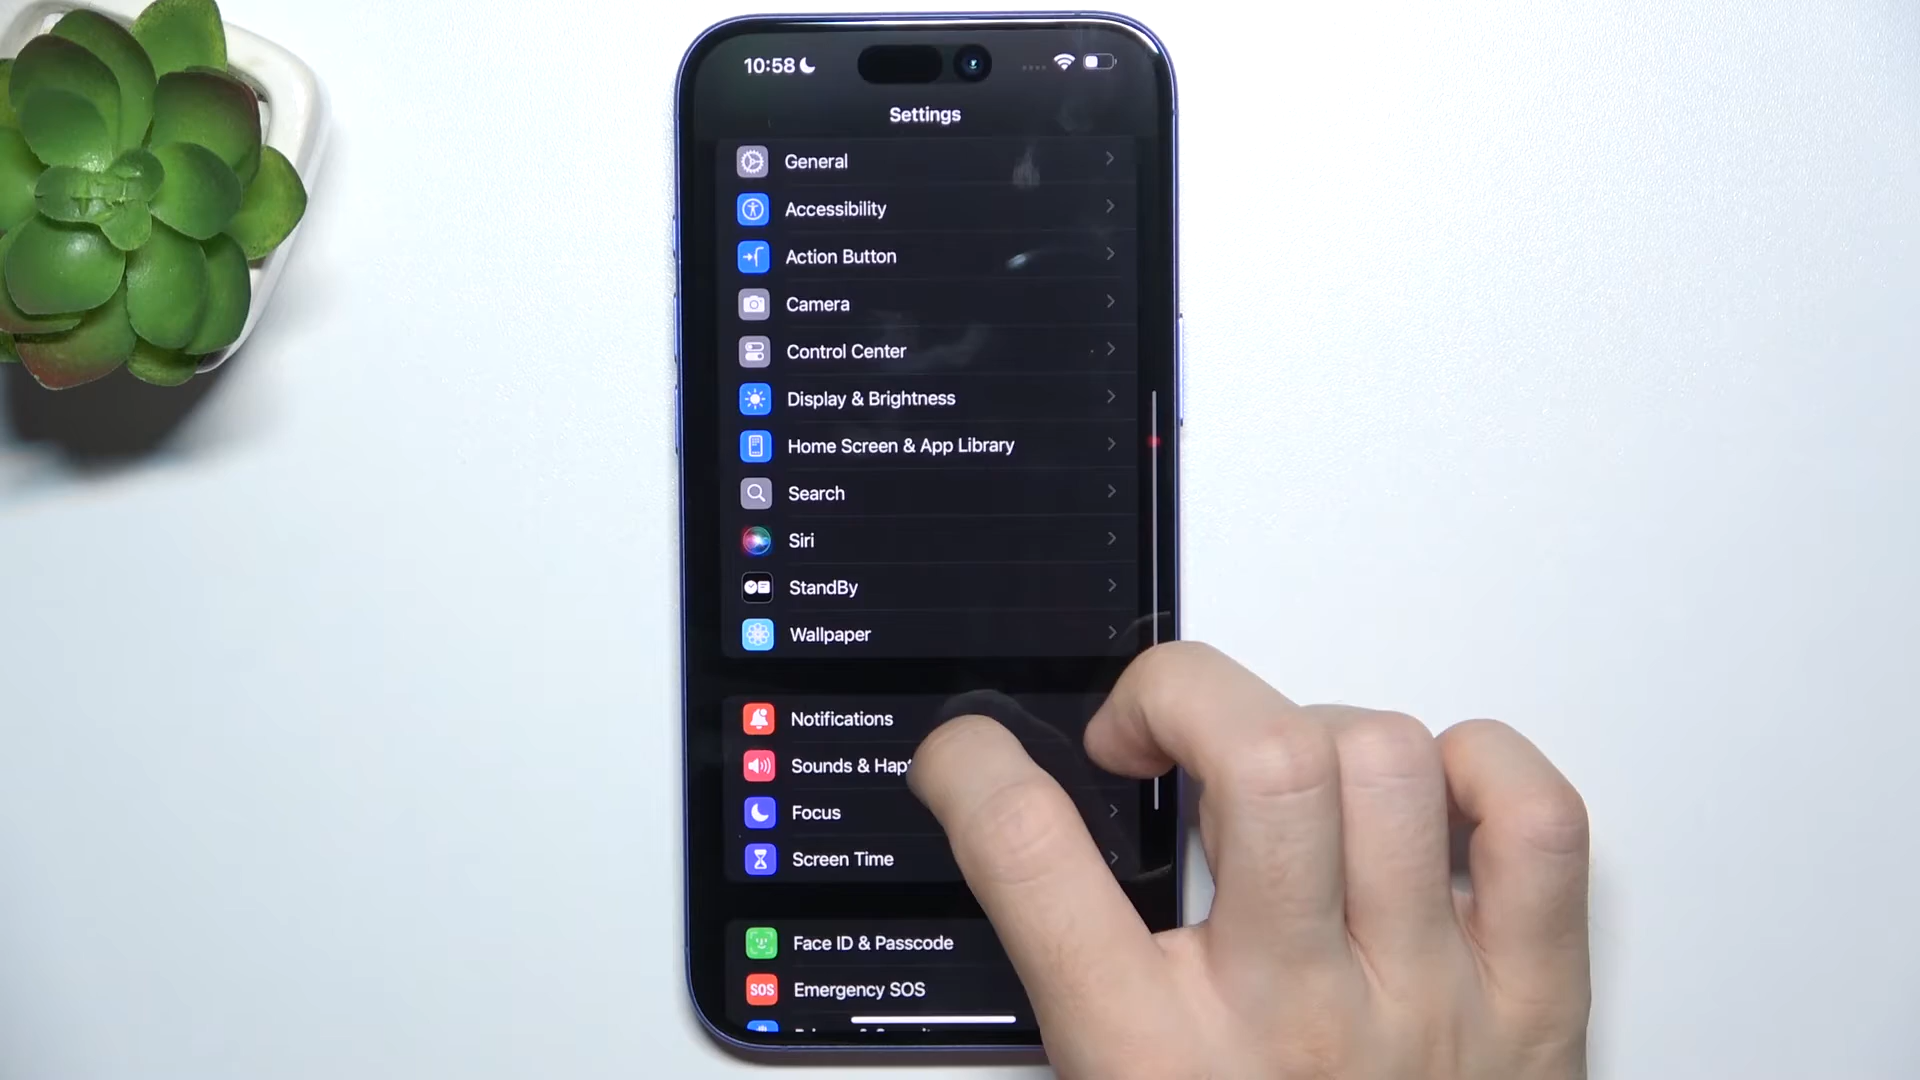 10:58
Settings
General
Accessibility
Action Button
Camera
Control Center
Display & Brightness
Home Screen & App Library
Search
Siri
StandBy
Wallpaper
Notifications
Sounds &
Focus
Screen Time
Face ID & Passcode
SOS Emergency SOS